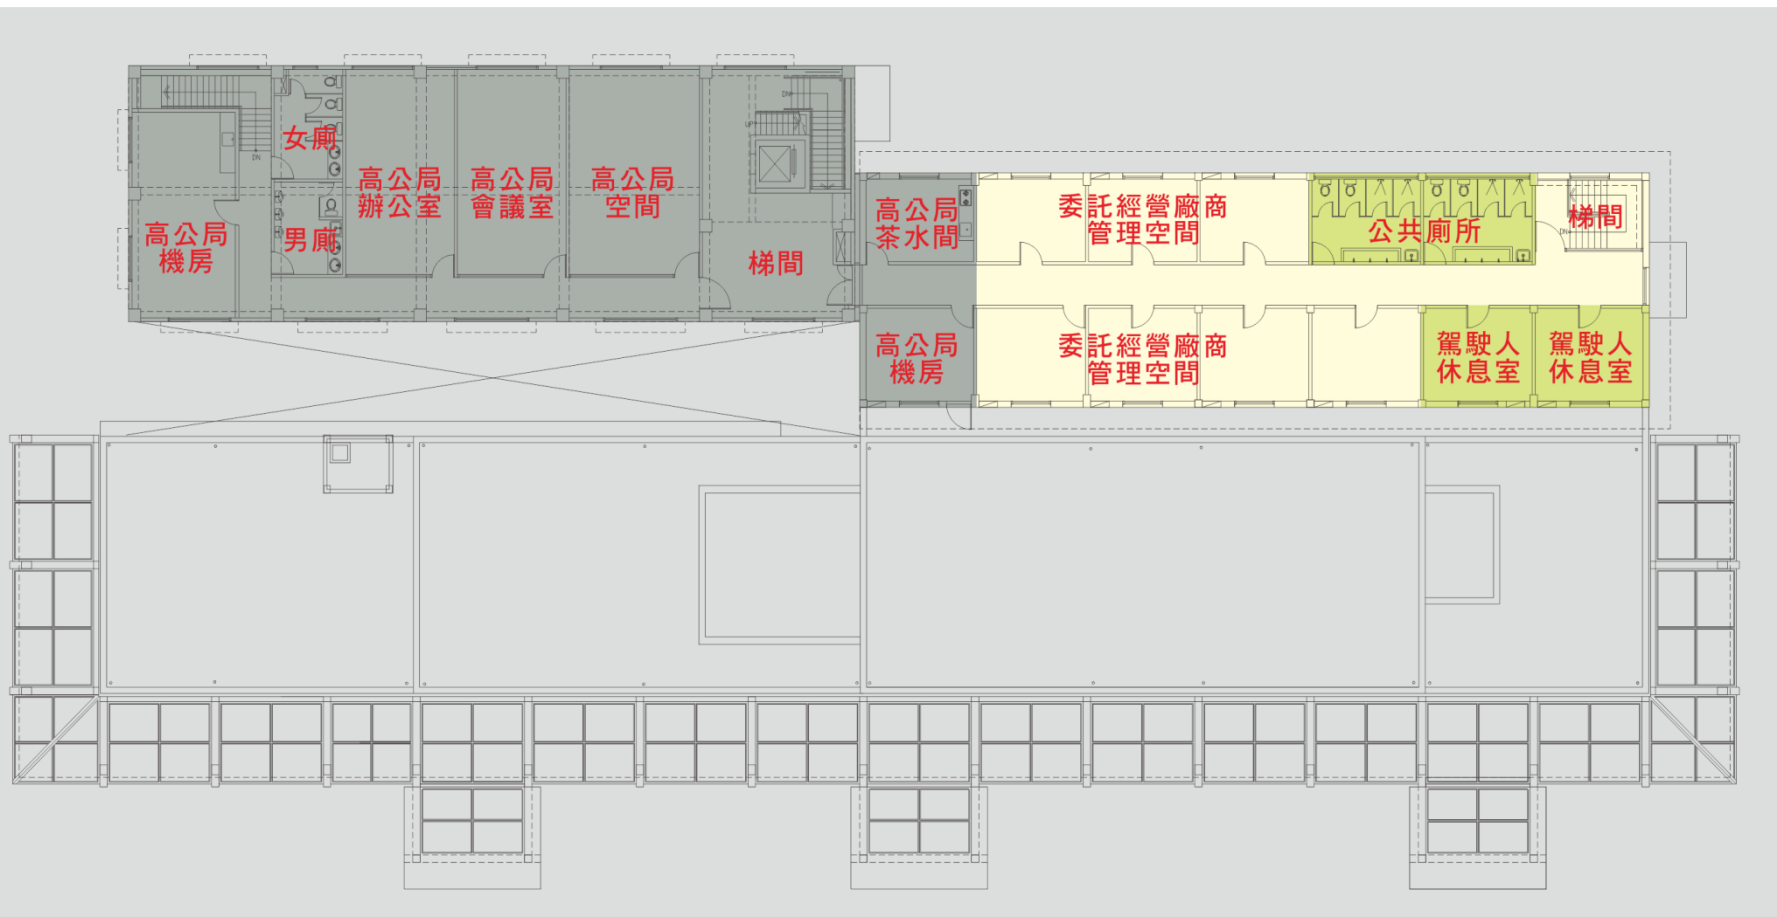 女廁
高公局
辦公室
高公局
會議室
高公局
空間
高公局
機房
男廁
梯間
高公局
茶水間
委託經營廠商
管理空間
公共廁所
梯間
高公局
機房
委託經營廠商
管理空間
駕駛人
休息室
駕駛人
休息室
DN
DN
UP
DN